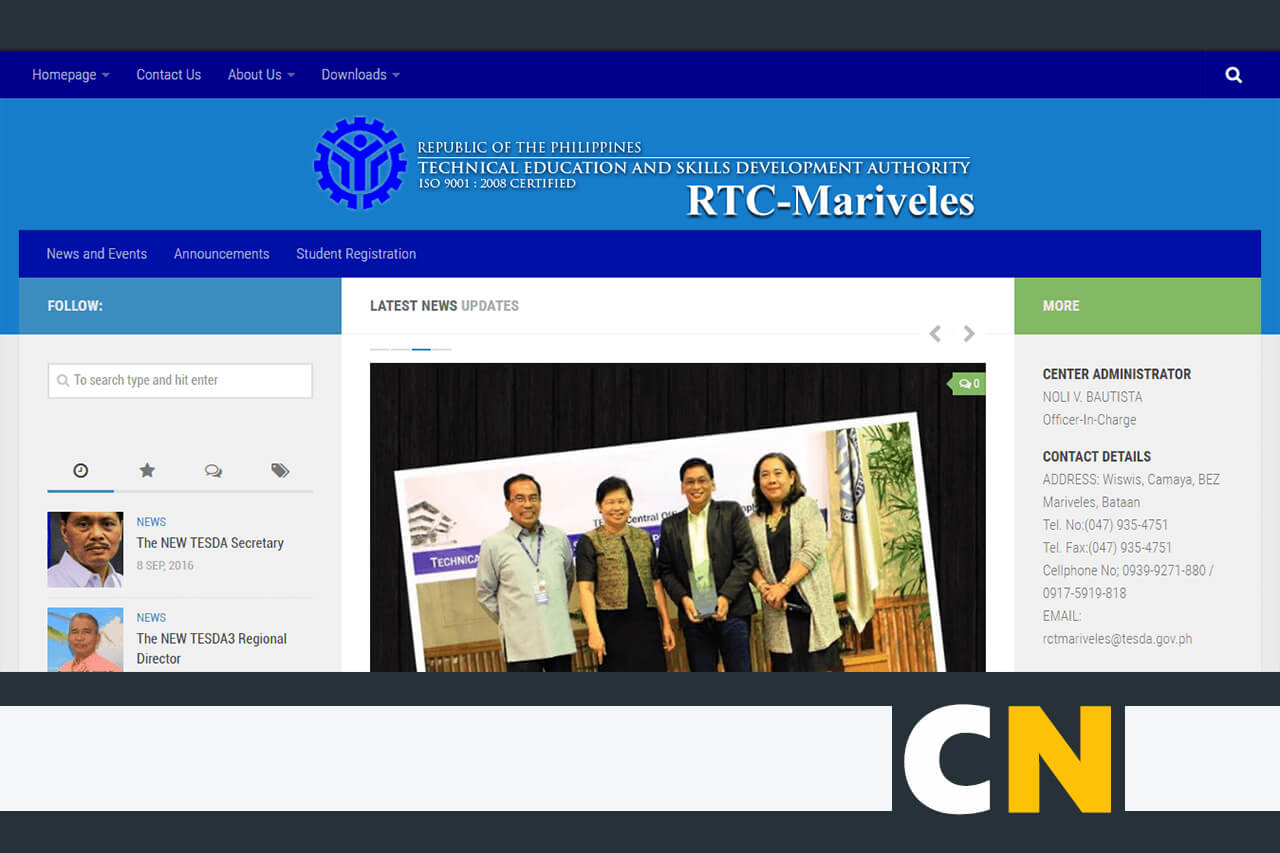 Homepage
Contact Us
About Us
Downloads
REPUBLIC OF THE PHILIPPINES
TECHNICAL EDUCATION AND SKILLS DEVELOPMENT AUTHORITY
ISO 9001 : 2008 CERTIFIED
RTC-Mariveles
News and Events
Announcements
Student Registration
FOLLOW:
To search type and hit enter
NEWS
The NEW TESDA Secretary
8 SEP, 2016
NEWS
The NEW TESDA3 Regional
Director
LATEST NEWS UPDATES
0
Central
TECHNICAL
MORE
CENTER ADMINISTRATOR
NOLI V. BAUTISTA
Officer-In-Charge
CONTACT DETAILS
ADDRESS: Wiswis, Camaya, BEZ
Mariveles, Bataan
Tel. No:(047) 935-4751
Tel. Fax:(047) 935-4751
Cellphone No; 0939-9271-880 /
0917-5919-818
EMAIL:
rctmariveles@tesda.gov.ph
CN